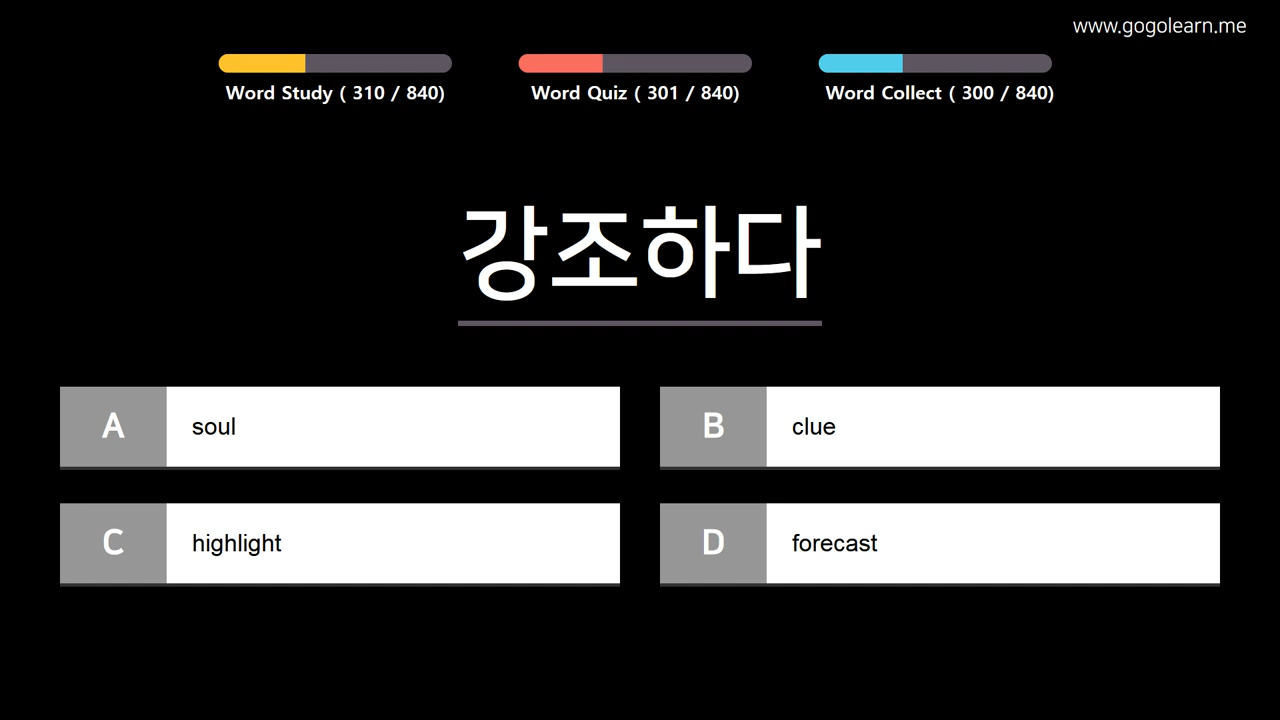 www.gogolearn.me
Word Study ( 310 / 840)
Word Quiz ( 301 / 840)
Word Collect ( 300 / 840)
강조하다
A soul
B clue
C highlight
D forecast